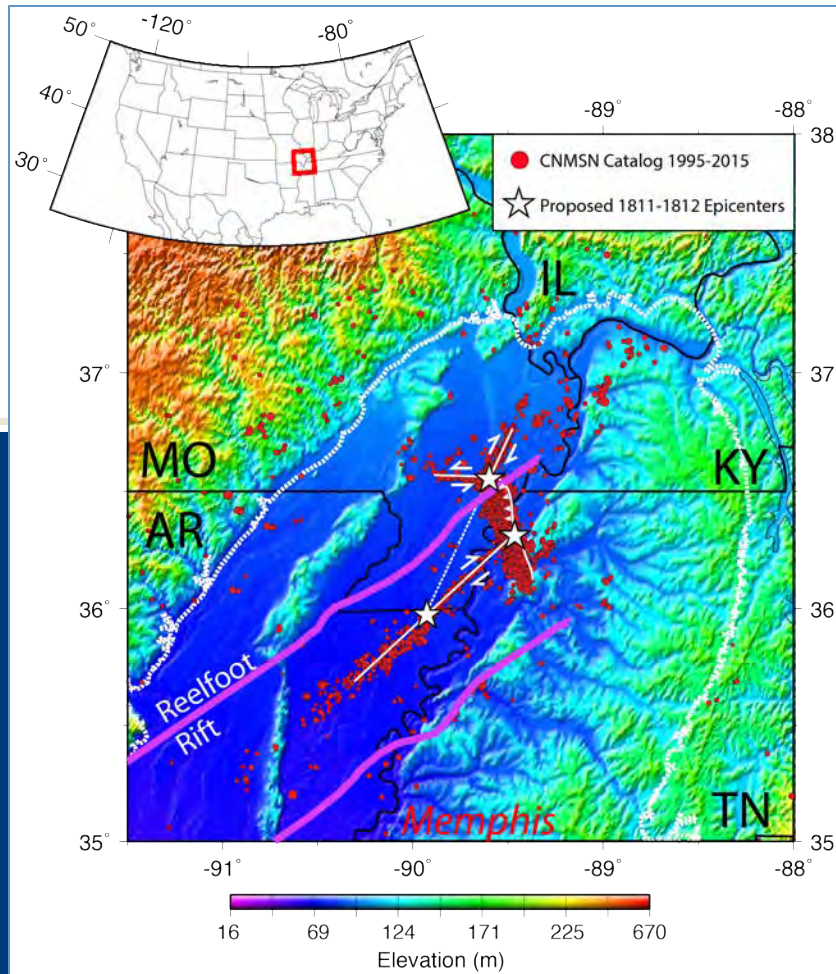 50°
-120°
-80°
40°
30°
-89°
-88°
38
CNMSN Catalog 1995-2015
Proposed 1811-1812 Epicenters
IL
37°
37
MO
KY
AR
36°
36
Reelfoot
Rift
TN
Memphis
35°
35
-91°
-90°
-89°
-88°
16
69
124
171
225
670
Elevation (m)